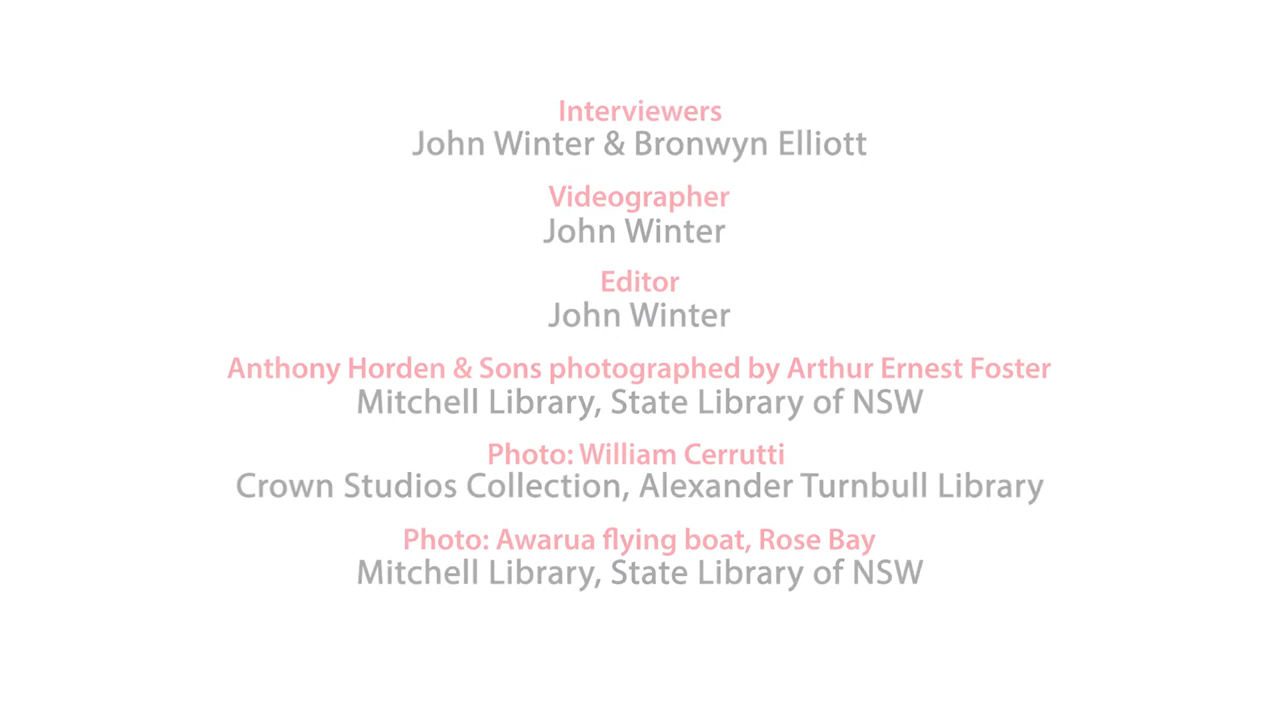 Interviewers
John Winter & Bronwyn Elliott
Videographer
John Winter
Editor
John Winter
Anthony Horden & Sons photographed by Arthur Ernest Foster
Mitchell Library, State Library of NSW
Photo: William Cerrutti
Crown Studios Collection, Alexander Turnbull Library
Photo: Awarua flying boat, Rose Bay
Mitchell Library, State Library of NSW